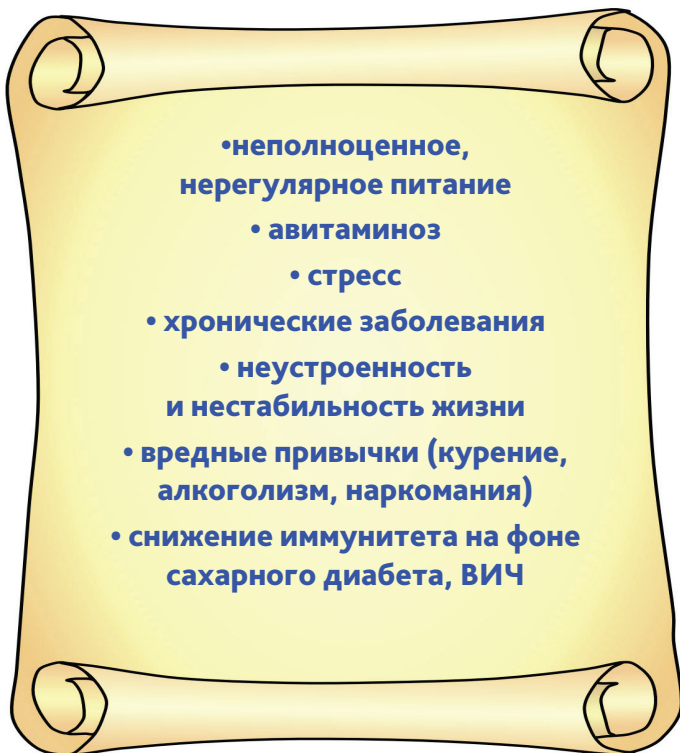 •неполноценное,
нерегулярное питание
• авитаминоз
• стресс
• хронические заболевания
• неустроенность
и нестабильность жизни
• вредные привычки (курение,
алкоголизм, наркомания)
• снижение иммунитета на фоне
сахарного диабета, ВИЧ